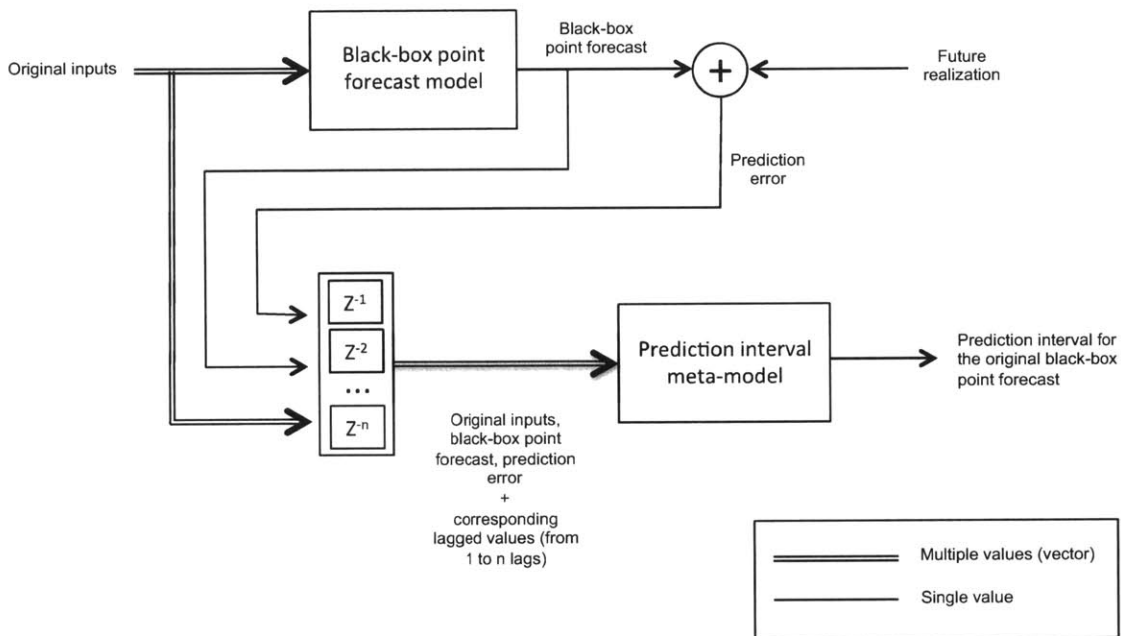 Black-box
point forecast
Original inputs
Black-box point
forecast model
+
Future
realization
Prediction
error
Z-1
Z-2
...
Z-n
Prediction interval
meta-model
Prediction interval for
the original black-box
point forecast
Original inputs,
black-box point
forecast, prediction
error
+
corresponding
lagged values (from
1 to n lags)
Multiple values (vector)
Single value